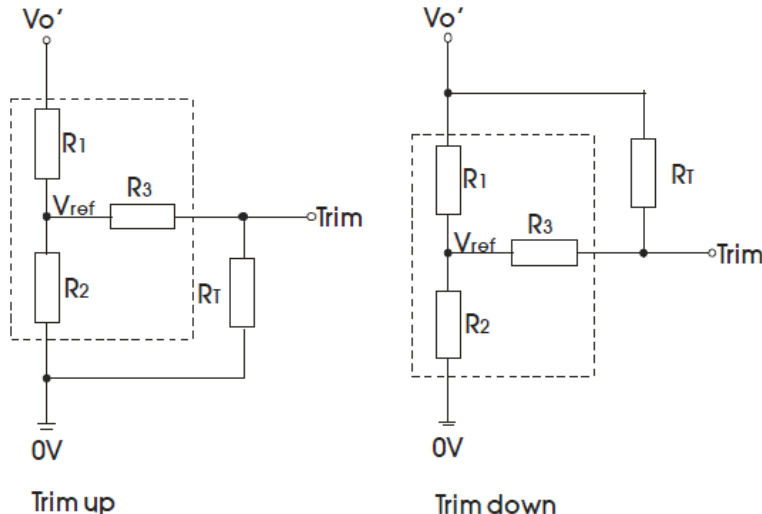 Vo'
R1
R3
Vref
Trim
R2
RT
0V
Trim up
Vo'
R1
RT
R3
Vref
Trim
R2
0V
Trim down